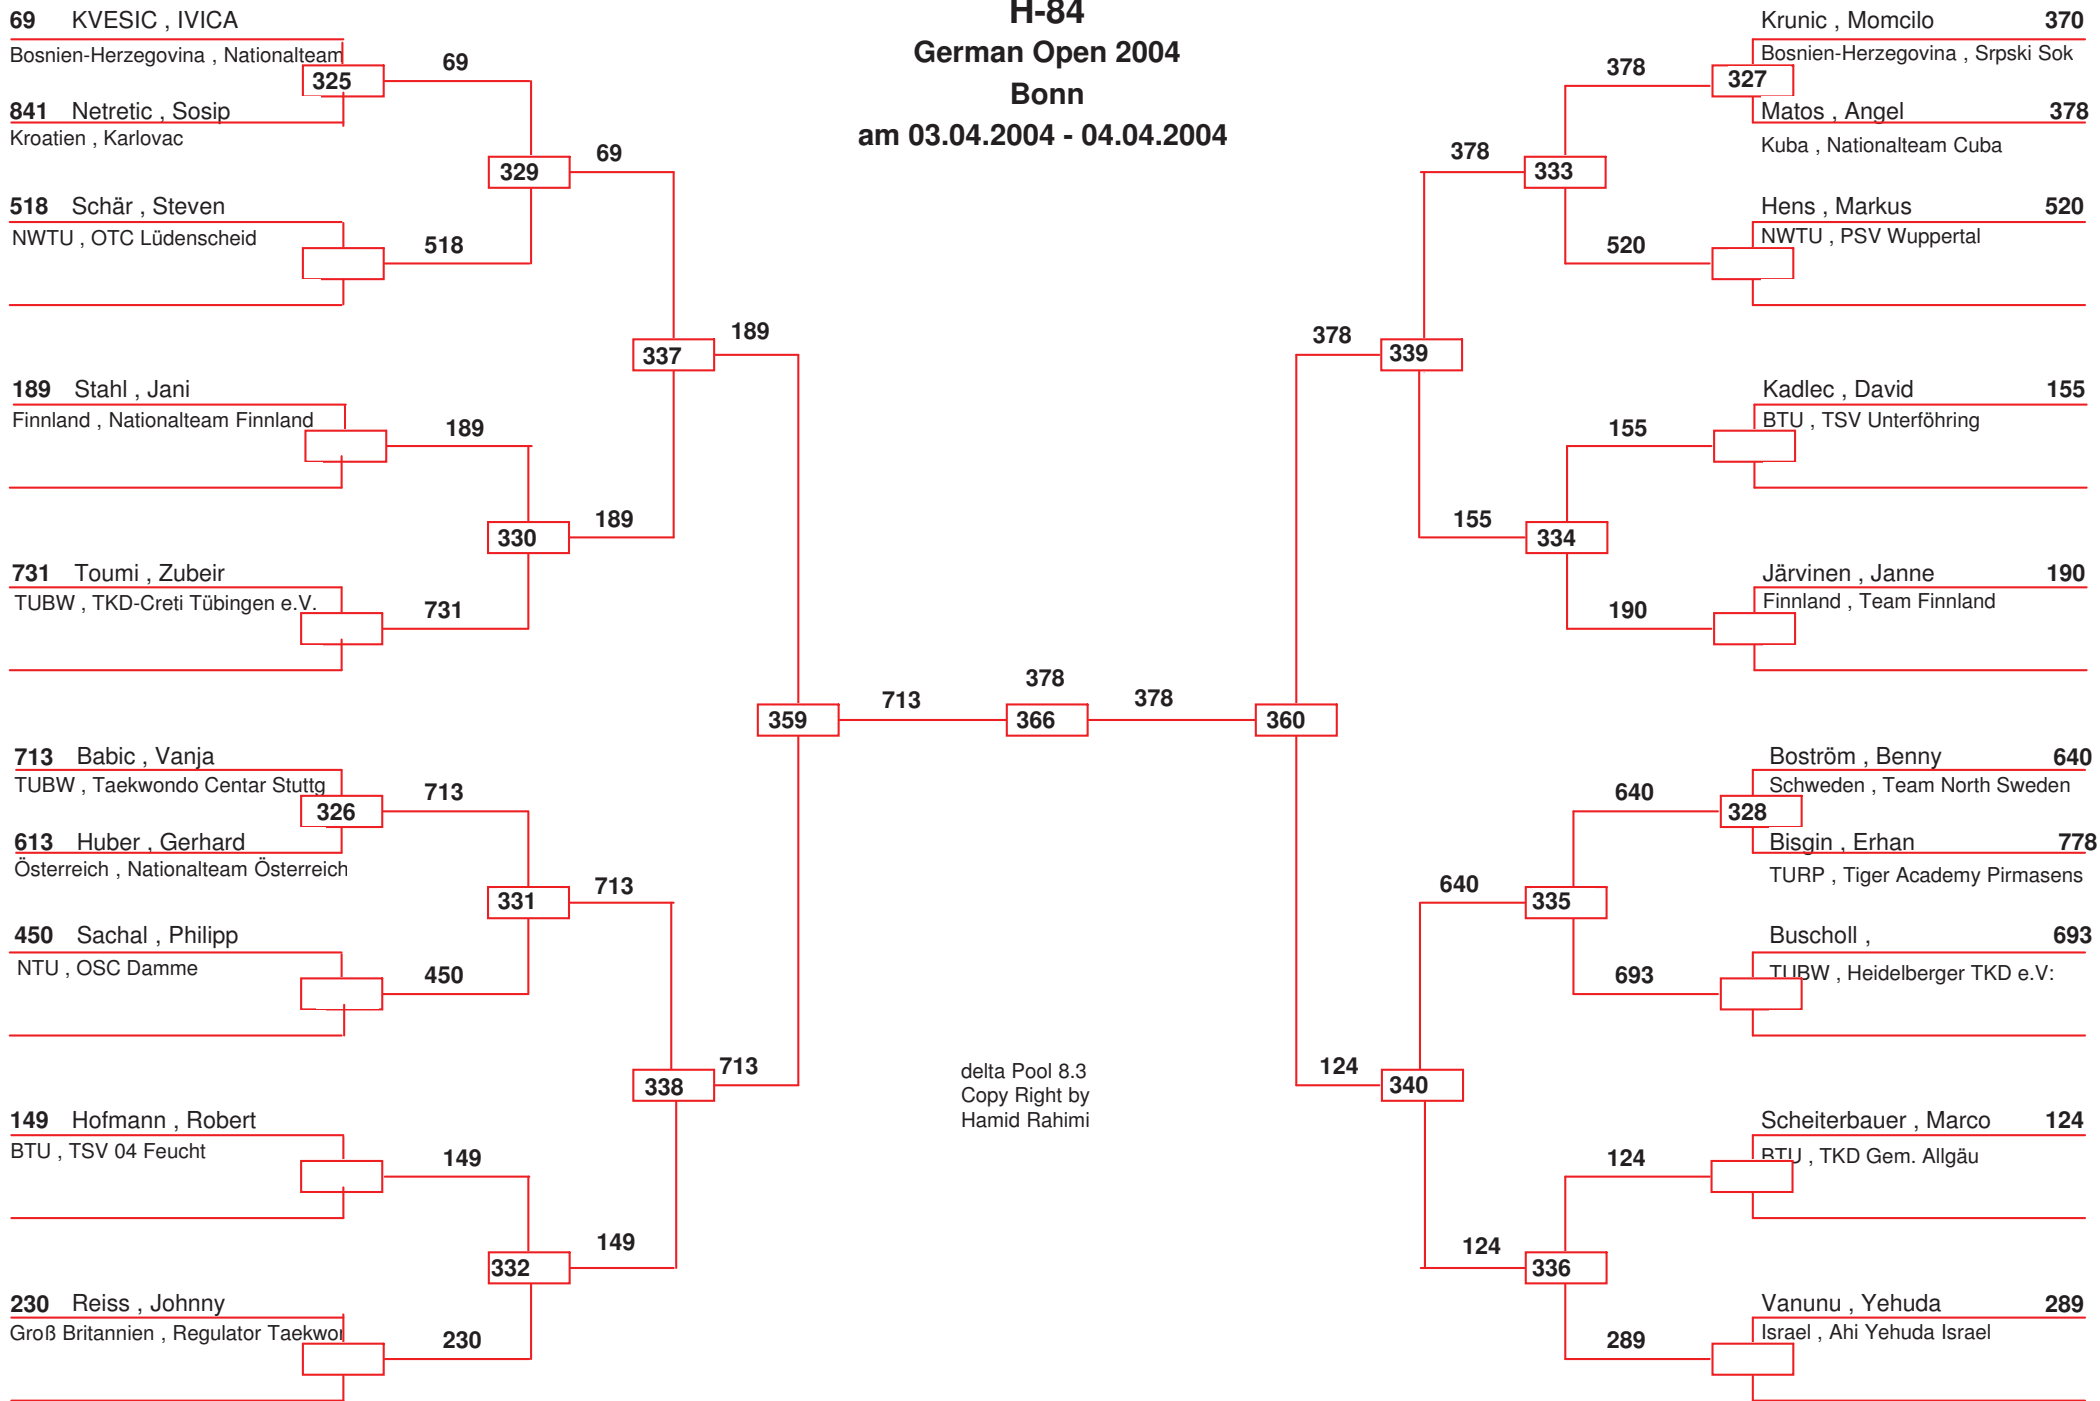 H-84
German Open 2004
Bonn
am 03.04.2004 - 04.04.2004
69 KVESIC , IVICA
Bosnien-Herzegovina , Nationalteam
325
69
841 Netretic , Sosip
Kroatien , Karlovac
329
69
518 Schär , Steven
NWTU , OTC Lüdenscheid
518
337
189
189 Stahl , Jani
Finnland , Nationalteam Finnland
189
330
189
731 Toumi , Zubeir
TUBW , TKD-Creti Tübingen e.V.
731
359
713
713 Babic , Vanja
TUBW , Taekwondo Centar Stuttg
326
713
613 Huber , Gerhard
Österreich , Nationalteam Österreich
331
713
450 Sachal , Philipp
NTU , OSC Damme
450
338
713
149 Hofmann , Robert
BTU , TSV 04 Feucht
149
332
149
230 Reiss , Johnny
Groß Britannien , Regulator Taekwor
230
378
366
378
360
delta Pool 8.3
Copy Right by
Hamid Rahimi
Krunic , Momcilo 370
Bosnien-Herzegovina , Srpski Sok
378
327
Matos , Angel 378
Kuba , Nationalteam Cuba
378
333
Hens , Markus 520
NWTU , PSV Wuppertal
520
378
339
Kadlec , David 155
BTU , TSV Unterföhring
155
155
334
Järvinen , Janne 190
Finnland , Team Finnland
190
Boström , Benny 640
Schweden , Team North Sweden
640
328
Bisgin , Erhan 778
TURP , Tiger Academy Pirmasens
640
335
Buscholl , 693
TUBW , Heidelberger TKD e.V:
693
124
340
Scheiterbauer , Marco 124
BTU , TKD Gem. Allgäu
124
124
336
Vanunu , Yehuda 289
Israel , Ahi Yehuda Israel
289